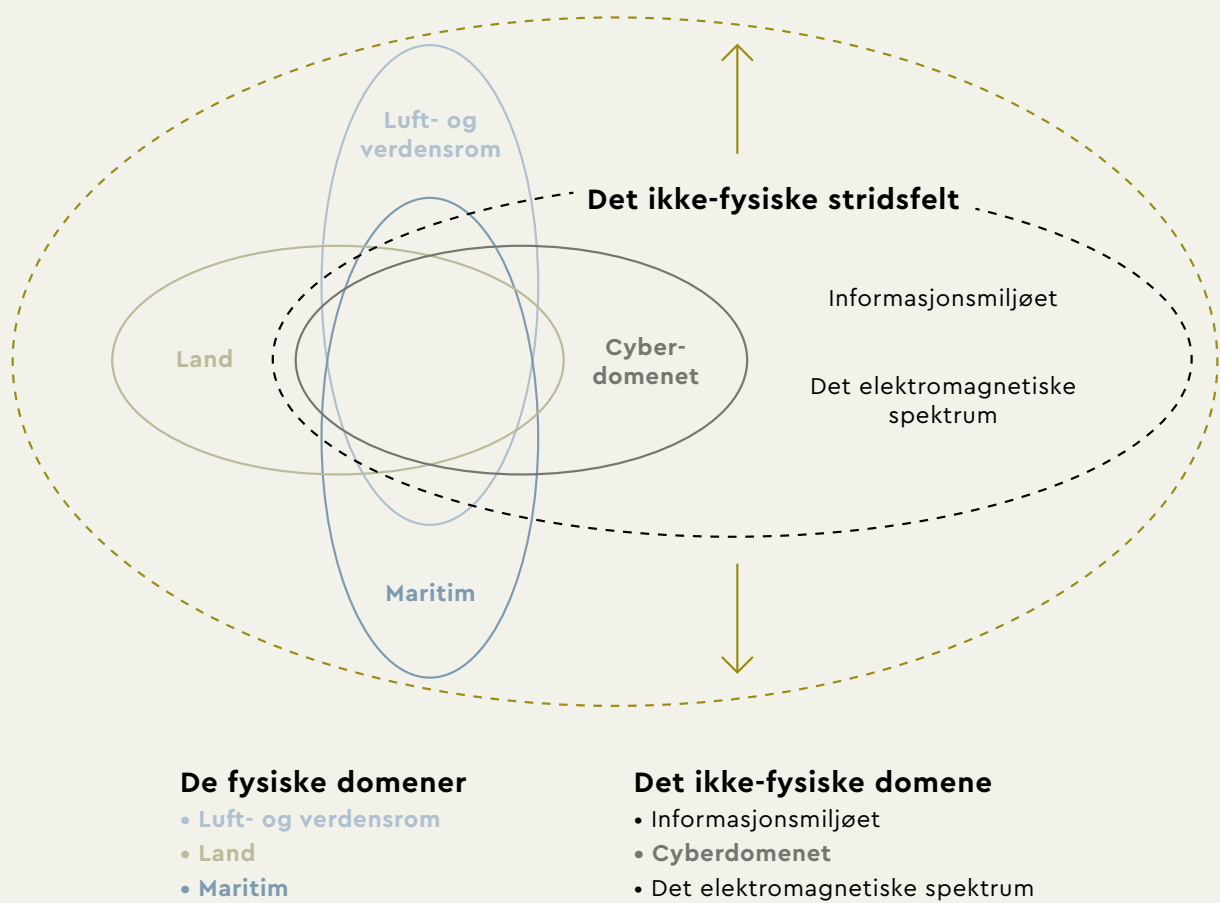 Luft- og
verdensrom
Det ikke-fysiske stridsfelt
Informasjonsmiljøet
Land
Cyber-
domenet
Det elektromagnetiske
spektrum
Maritim
De fysiske domener
• Luft- og verdensrom
• Land
• Maritim
Det ikke-fysiske domene
• Informasjonsmiljøet
• Cyberdomenet
• Det elektromagnetiske spektrum